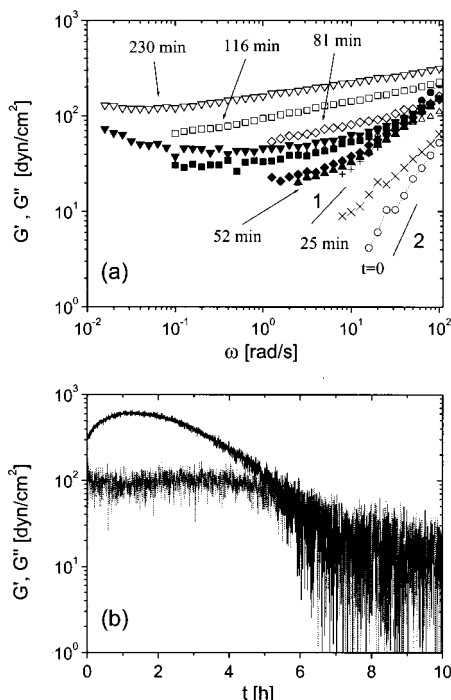 10³
10²
10¹
10⁰
G', G'' [dyn/cm²]
230 min
116 min
81 min
52 min
1
25 min
2
t=0
(a)
10⁻²
10⁻¹
10⁰
10¹
10²
ω [rad/s]
10³
10²
10¹
10⁰
G', G'' [dyn/cm²]
(b)
0
2
4
6
8
10
t [h]